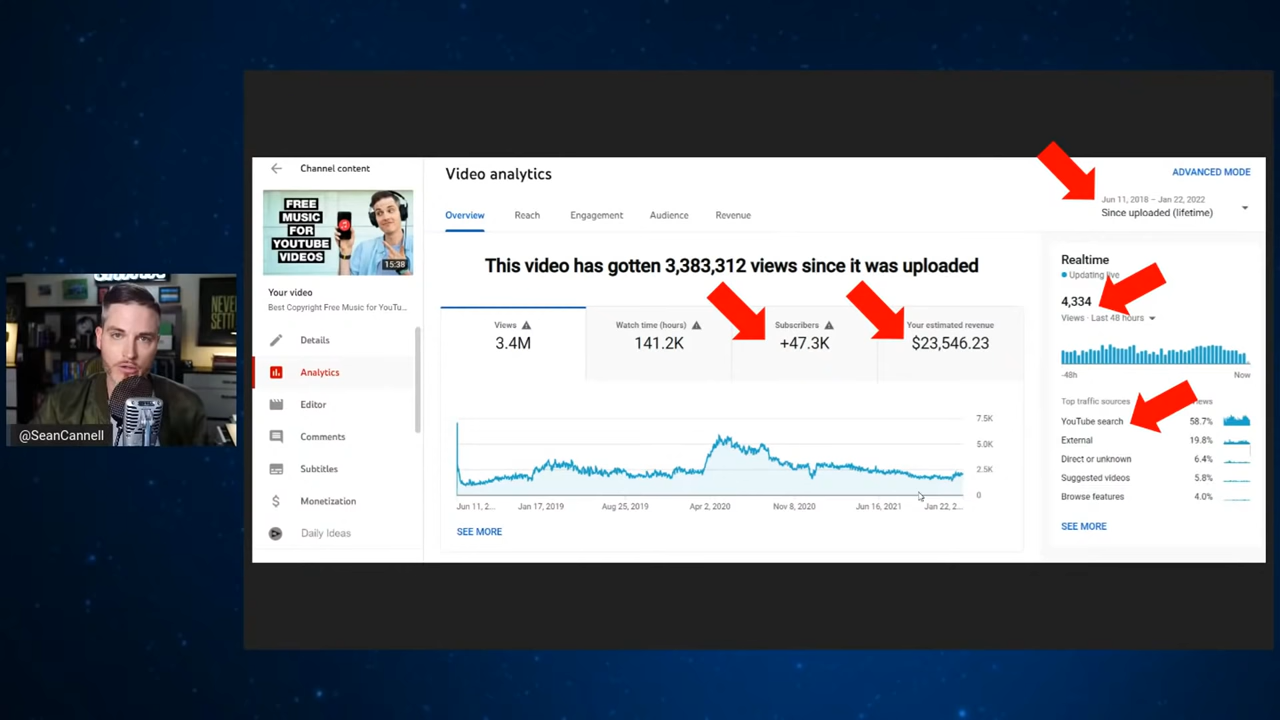 Channel content
FREE
MUSIC
FOR
YOUTUBE
VIDEOS
15:38
Your video
Best Copyright Free Music for YouTu...
Details
Analytics
Editor
Comments
Subtitles
Monetization
Daily Ideas
Video analytics
ADVANCED MODE
Overview
Reach
Engagement
Audience
Revenue
Jun 11, 2018 – Jan 22, 2022
Since uploaded (lifetime)
This video has gotten 3,383,312 views since it was uploaded
Views
3.4M
Watch time (hours)
141.2K
Subscribers
+47.3K
Your estimated revenue
$23,546.23
7.5K
5.0K
2.5K
0
Jun 11, 2...
Jan 17, 2019
Aug 25, 2019
Apr 2, 2020
Nov 8, 2020
Jun 16, 2021
Jan 22, 2...
SEE MORE
Realtime
Updating live
4,334
Views · Last 48 hours
-48h
Now
Top traffic sources
YouTube search 58.7%
External 19.8%
Direct or unknown 6.4%
Suggested videos 5.8%
Browse features 4.0%
SEE MORE
NEVER
SETTL
@SeanCannell